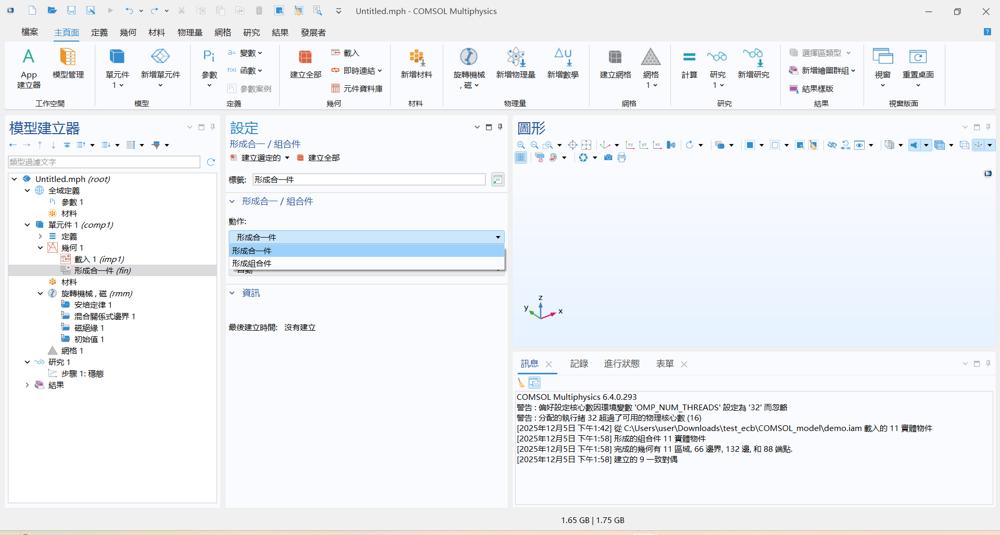 Untitled.mph - COMSOL Multiphysics
檔案 主頁面 定義 幾何 材料 物理量 網格 研究 結果 發展者
App
建立器
模型管理
工作空間
單元件
1
新增單元件
模型
Pi
參數
a= 變數
f(x) 函數
Pi 參數案例
定義
建立全部
載入
即時連結
元件資料庫
幾何
新增材料
材料
旋轉機械
, 磁
新增物理量
ΔU
新增數學
物理量
建立網格
網格
1
網格
計算
研究
1
新增研究
研究
選擇區類型
新增繪圖群組
結果樣版
結果
視窗
重置桌面
視窗版面
模型建立器
類型過濾文字
Untitled.mph (root)
全域定義
Pi 參數 1
材料
單元件 1 (comp1)
定義
幾何 1
載入 1 (imp1)
形成合一件 (fin)
材料
旋轉機械 , 磁 (rmm)
安培定律 1
混合關係式邊界 1
磁絕緣 1
初始值 1
網格 1
研究 1
步驟 1: 穩態
結果
設定
形成合一 / 組合件
建立選定的 建立全部
標籤: 形成合一件
形成合一 / 組合件
動作:
形成合一件
形成合一件
形成組合件
自動
資訊
最後建立時間: 沒有建立
圖形
xy yz xz
z
y
x
訊息 記錄 進行狀態 表單
COMSOL Multiphysics 6.4.0.293
警告 : 偏好設定核心數因環境變數 'OMP_NUM_THREADS' 設定為 '32' 而忽略
警告 : 分配的執行緒 32 超過了可用的物理核心數 (16)
[2025年12月5日 下午1:42] 從 C:\Users\user\Downloads\test_ecb\COMSOL_model\demo.iam 載入的 11 實體物件
[2025年12月5日 下午1:58] 形成的組合件 11 實體物件
[2025年12月5日 下午1:58] 完成的幾何有 11 區域, 66 邊界, 132 邊, 和 88 端點.
[2025年12月5日 下午1:58] 建立的 9 一致對偶
1.65 GB | 1.75 GB